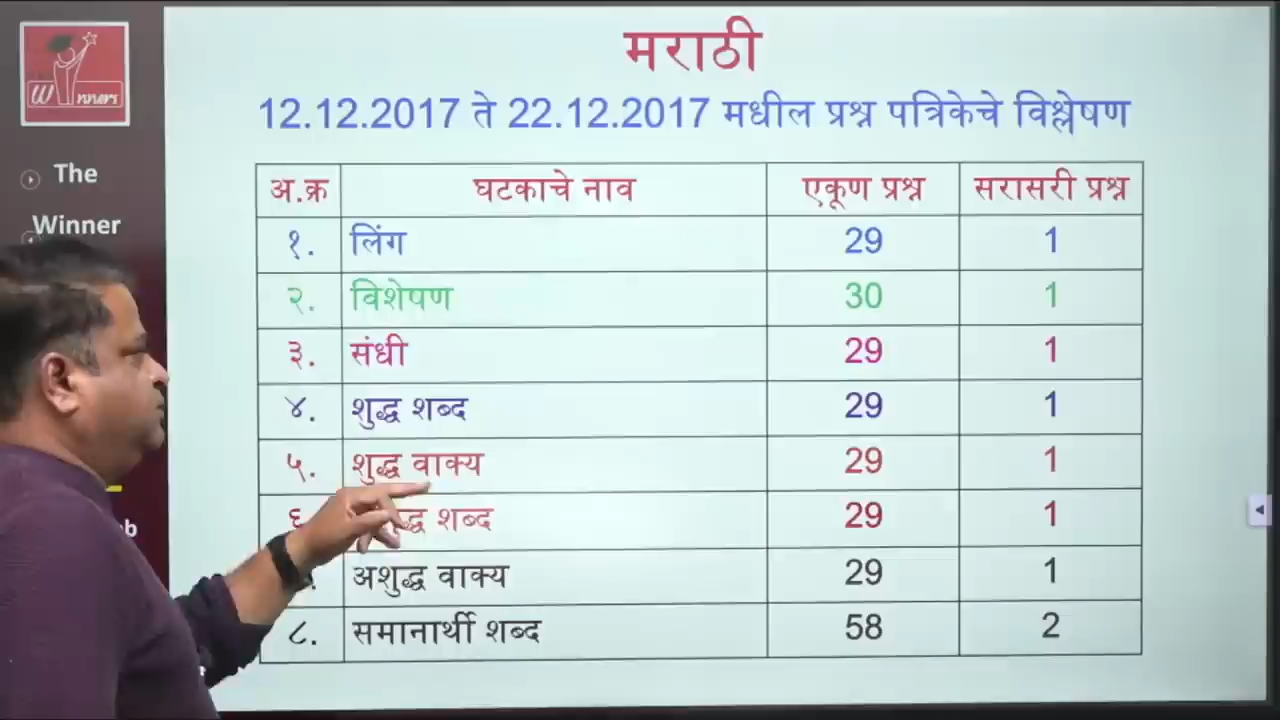 Winners
The
Winner
मराठी
12.12.2017 ते 22.12.2017 मधील प्रश्न पत्रिकेचे विश्लेषण
अ.क्र घटकाचे नाव एकूण प्रश्न सरासरी प्रश्न
१. लिंग 29 1
२. विशेषण 30 1
३. संधी 29 1
४. शुद्ध शब्द 29 1
५. शुद्ध वाक्य 29 1
शब्द 29 1
अशुद्ध वाक्य 29 1
८. समानार्थी शब्द 58 2